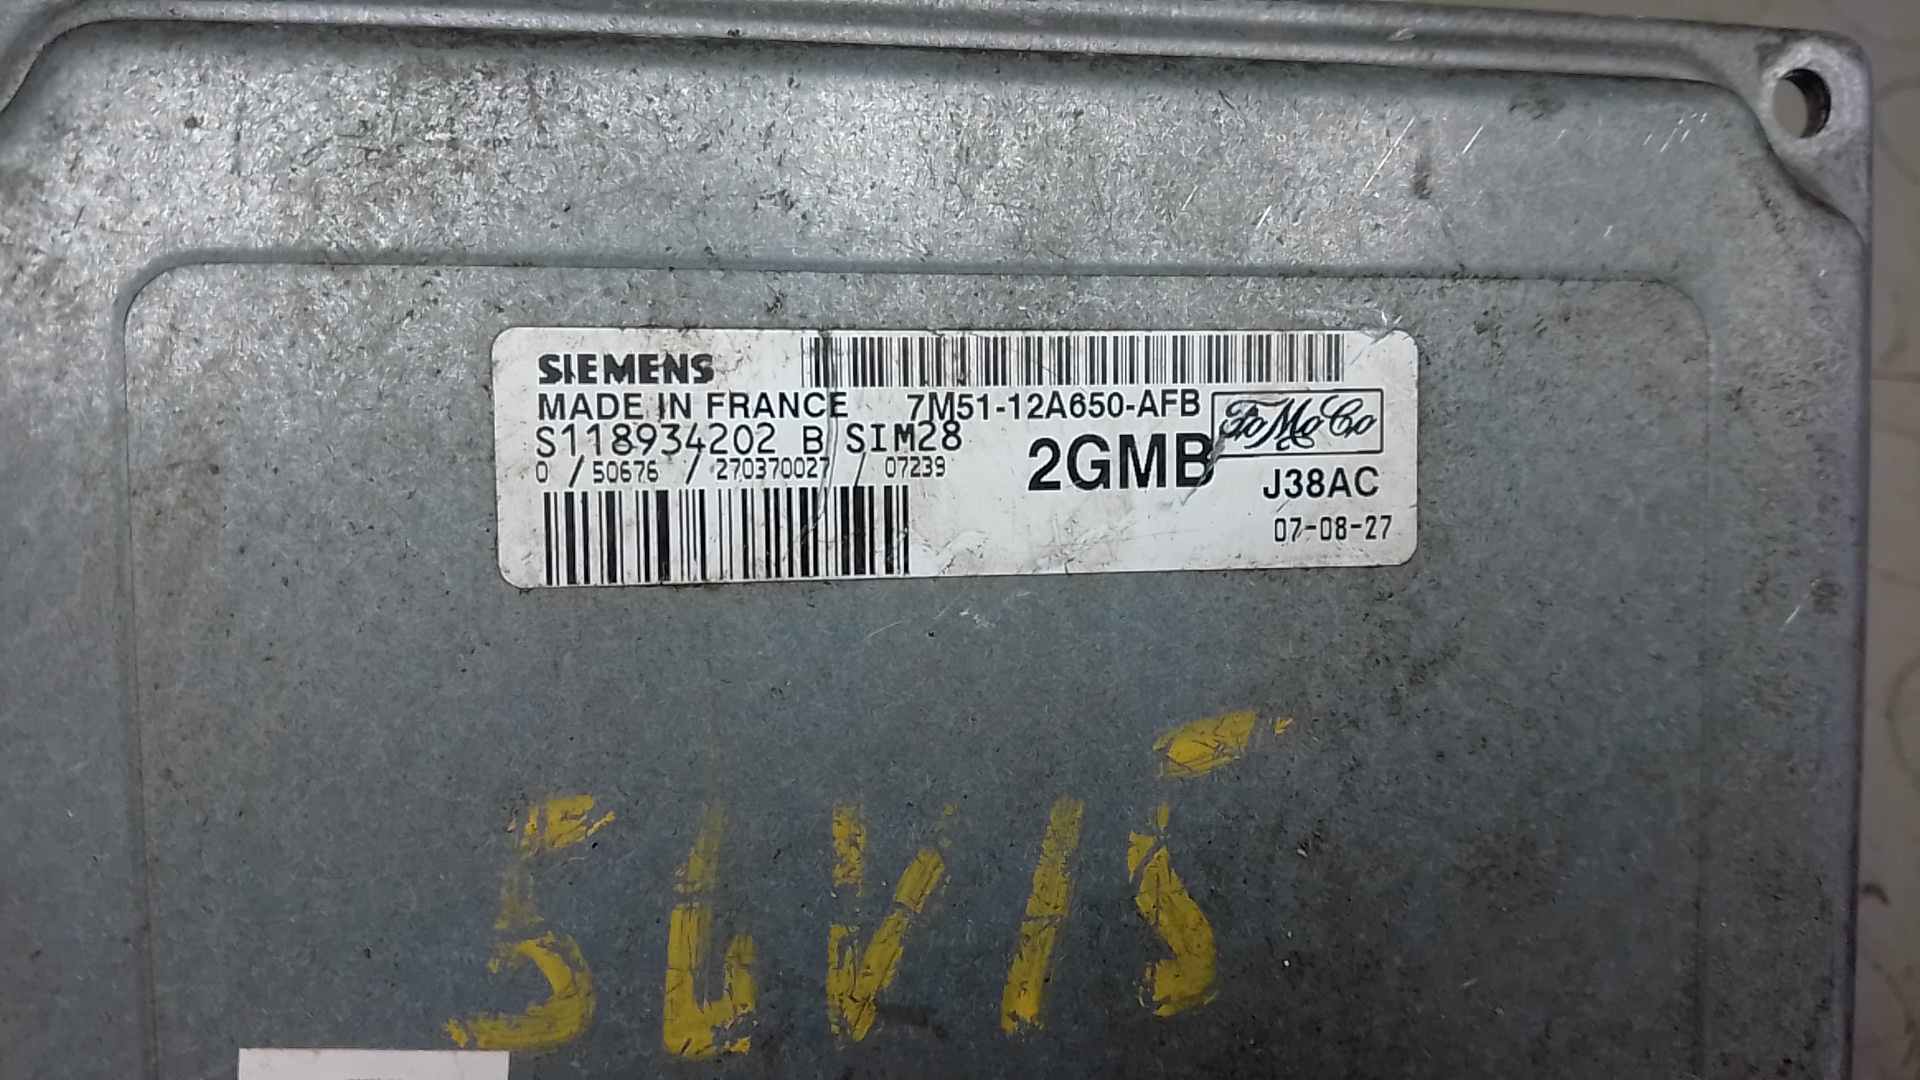 SIEMENS
MADE IN FRANCE 7M51-12A650-AFB FoMoCo
S118934202 B SIM28
0 / 50676 / 270370027 / 07239 2GMB J38AC
07-08-27